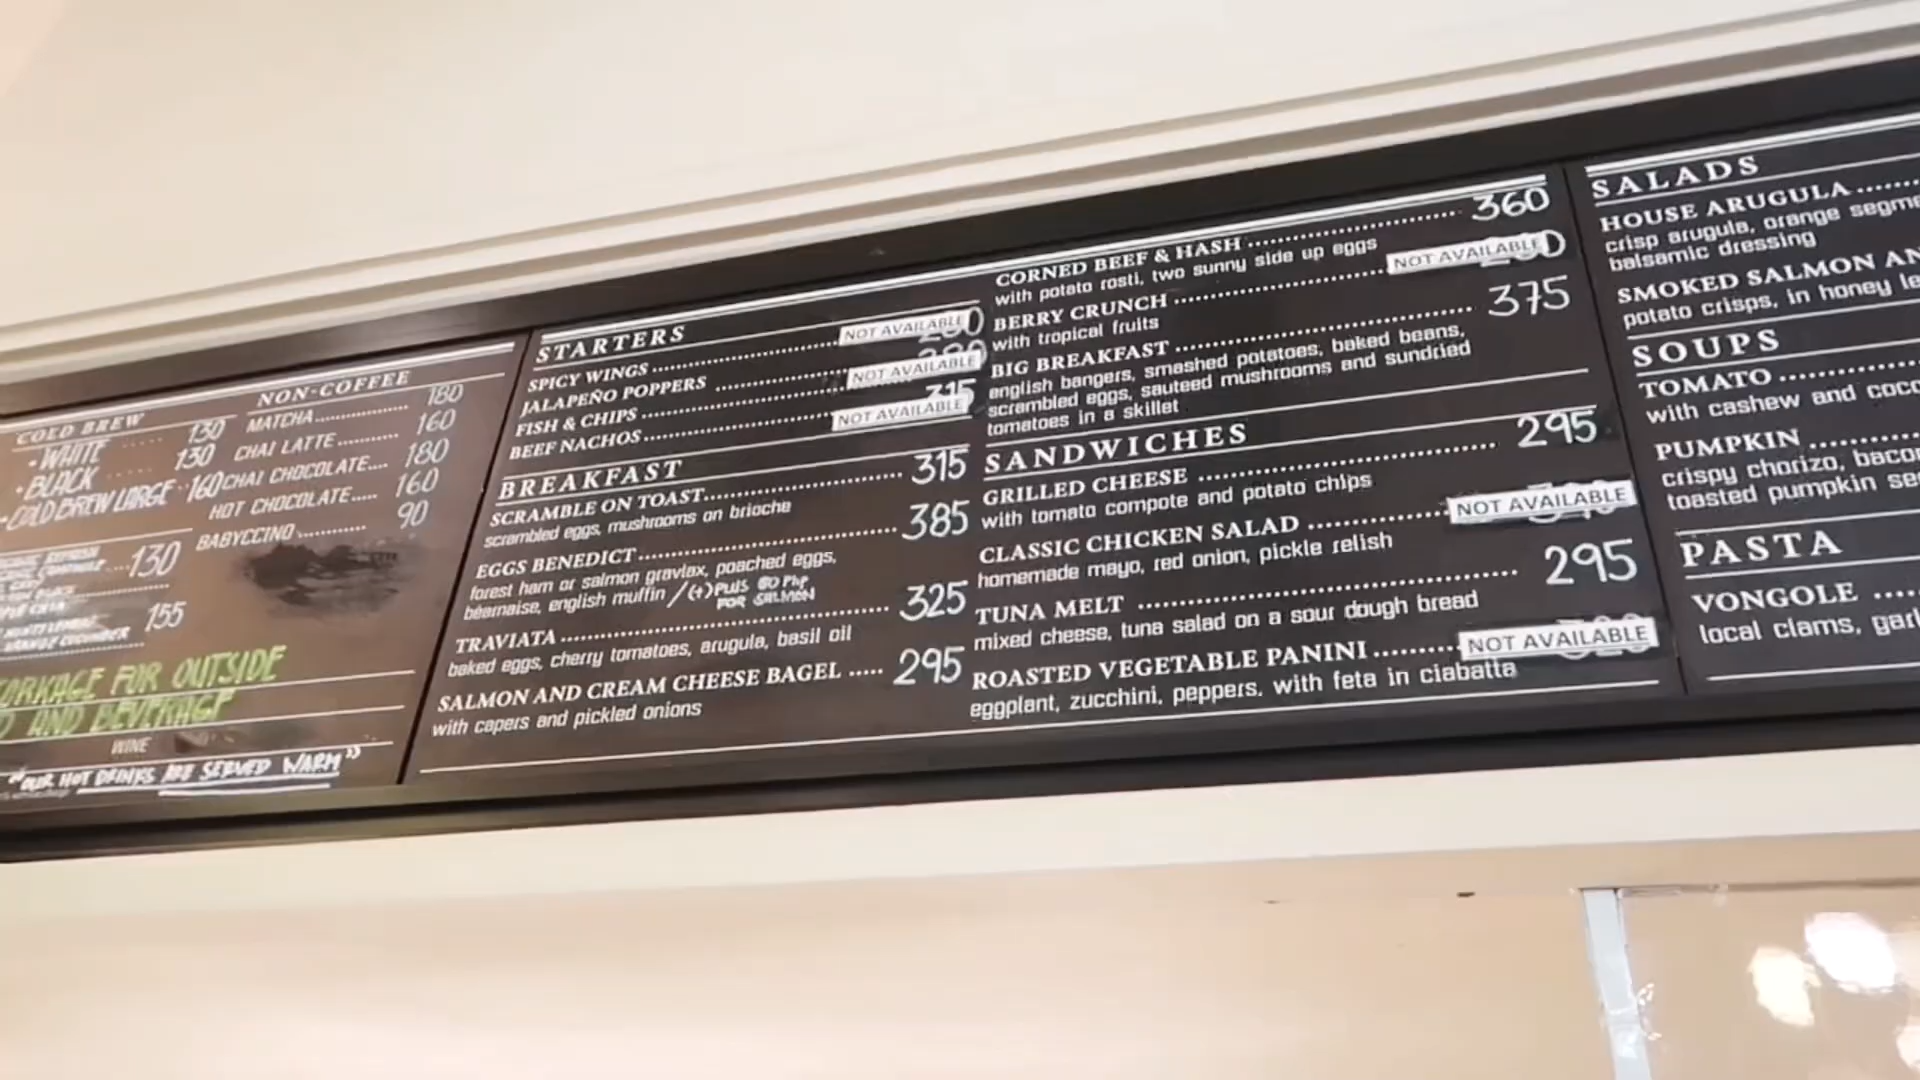 COLD BREW
• WHITE ..... 130
• BLACK ..... 130
• COLD BREW LARGE • 160
130
155
CORKAGE FOR OUTSIDE
AND BEVERAGE
WINE
"OUR HOT DRINKS ARE SERVED WARM"
NON-COFFEE
MATCHA 180
CHAI LATTE 160
CHAI CHOCOLATE 180
HOT CHOCOLATE 160
BABYCCINO 90
STARTERS
SPICY WINGS NOT AVAILABLE
JALAPEÑO POPPERS NOT AVAILABLE
FISH & CHIPS 315
BEEF NACHOS NOT AVAILABLE
BREAKFAST
SCRAMBLE ON TOAST 315
scrambled eggs, mushrooms on brioche
EGGS BENEDICT 385
forest ham or salmon gravlax, poached eggs,
béarnaise, english muffin /(+) PLUS 80 PHP
FOR SALMON
TRAVIATA 325
baked eggs, cherry tomatoes, arugula, basil oil
SALMON AND CREAM CHEESE BAGEL ..... 295
with capers and pickled onions
CORNED BEEF & HASH 360
with potato rosti, two sunny side up eggs
BERRY CRUNCH NOT AVAILABLE
with tropical fruits
BIG BREAKFAST 375
english bangers, smashed potatoes, baked beans,
scrambled eggs, sauteed mushrooms and sundried
tomatoes in a skillet
SANDWICHES
GRILLED CHEESE 295
with tomato compote and potato chips
CLASSIC CHICKEN SALAD NOT AVAILABLE
homemade mayo, red onion, pickle relish
TUNA MELT 295
mixed cheese, tuna salad on a sour dough bread
ROASTED VEGETABLE PANINI NOT AVAILABLE
eggplant, zucchini, peppers, with feta in ciabatta
SALADS
HOUSE ARUGULA
crisp arugula, orange segme
balsamic dressing
SMOKED SALMON AN
potato crisps, in honey le
SOUPS
TOMATO
with cashew and coco
PUMPKIN
crispy chorizo, bacon
toasted pumpkin see
PASTA
VONGOLE
local clams, garl